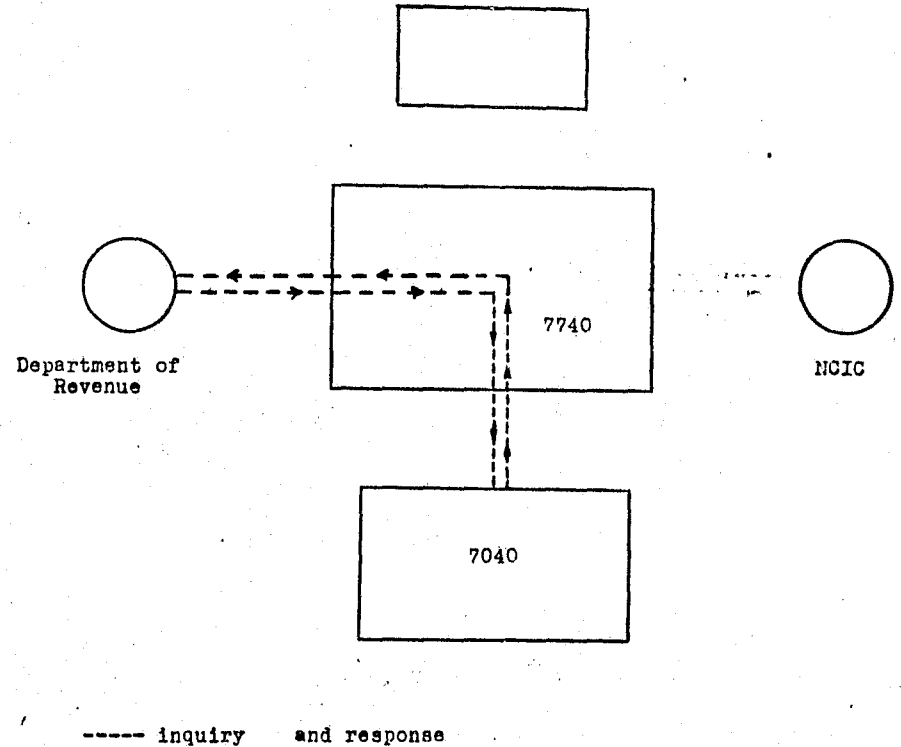 7740
Department of
Revenue
NCIC
7040
----- inquiry and response